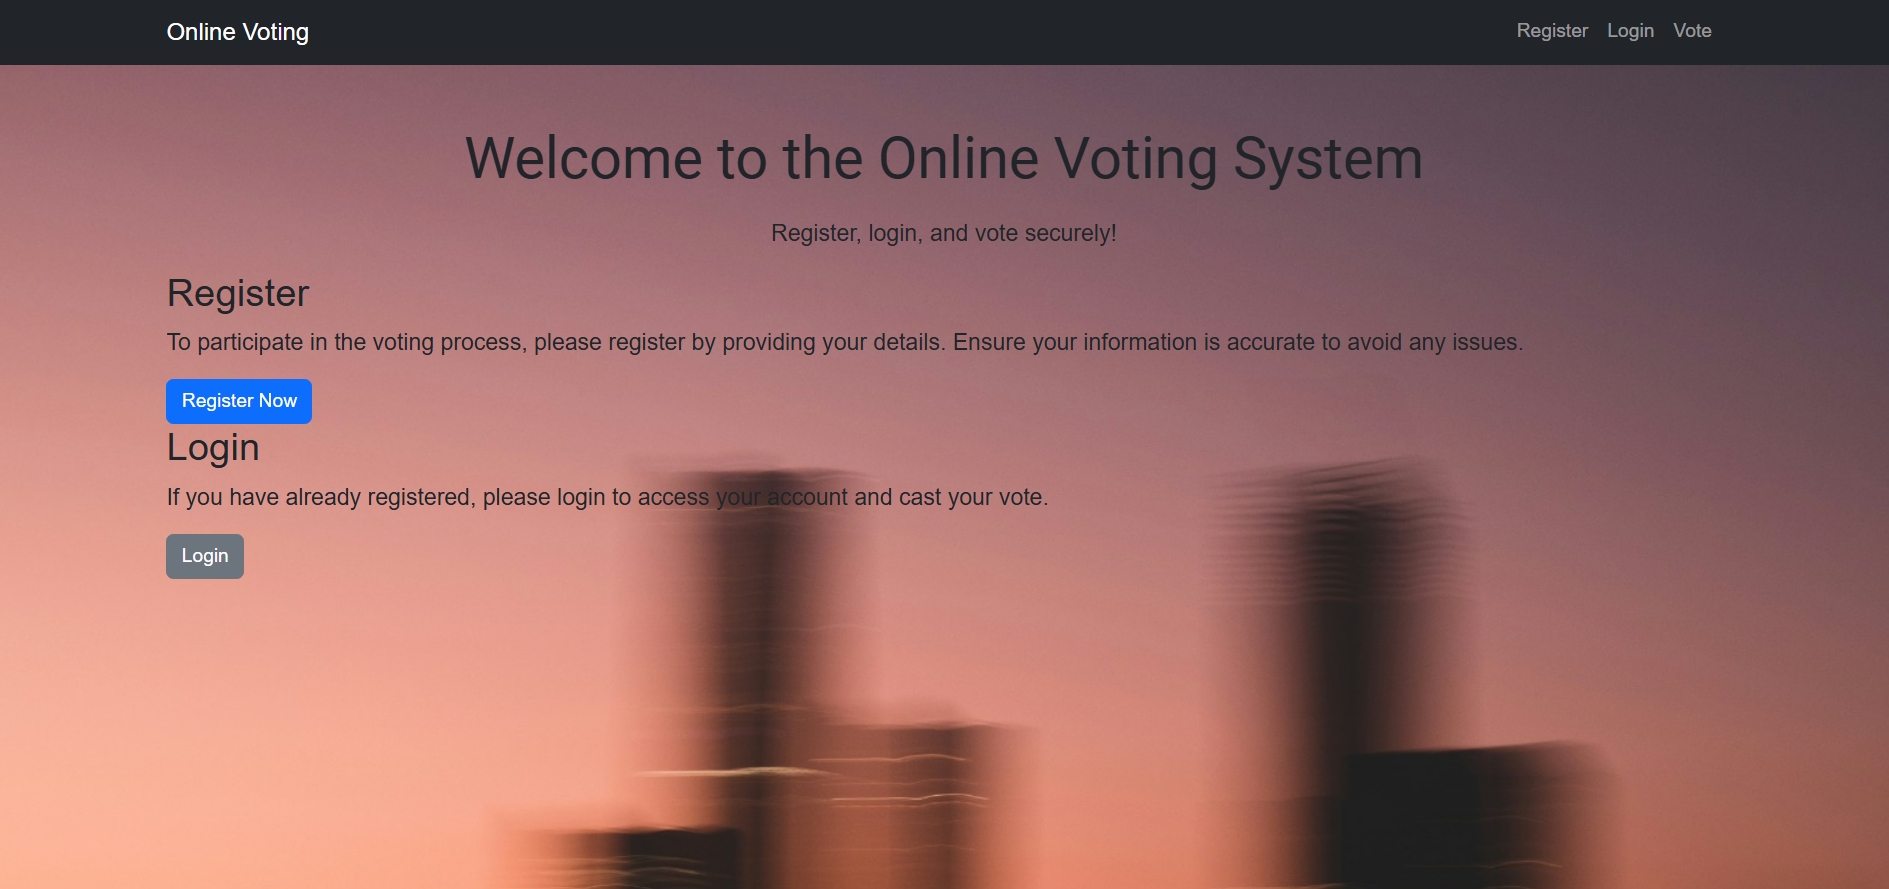 Online Voting
Register Login Vote
Welcome to the Online Voting System
Register, login, and vote securely!
Register
To participate in the voting process, please register by providing your details. Ensure your information is accurate to avoid any issues.
Register Now
Login
If you have already registered, please login to access your account and cast your vote.
Login